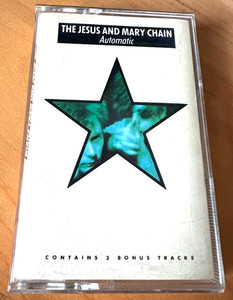 THE JESUS AND MARY CHAIN
Automatic
CONTAINS 2 BONUS TRACKS